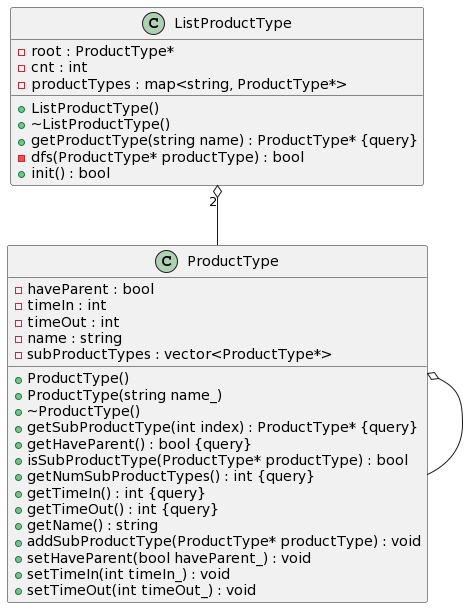 C ListProductType
root : ProductType*
cnt : int
productTypes : map<string, ProductType*>
ListProductType()
~ListProductType()
getProductType(string name) : ProductType* {query}
dfs(ProductType* productType) : bool
init() : bool
2
C ProductType
haveParent : bool
timeIn : int
timeOut : int
name : string
subProductTypes : vector<ProductType*>
ProductType()
ProductType(string name_)
~ProductType()
getSubProductType(int index) : ProductType* {query}
getHaveParent() : bool {query}
isSubProductType(ProductType* productType) : bool
getNumSubProductTypes() : int {query}
getTimeIn() : int {query}
getTimeOut() : int {query}
getName() : string
addSubProductType(ProductType* productType) : void
setHaveParent(bool haveParent_) : void
setTimeIn(int timeIn_) : void
setTimeOut(int timeOut_) : void